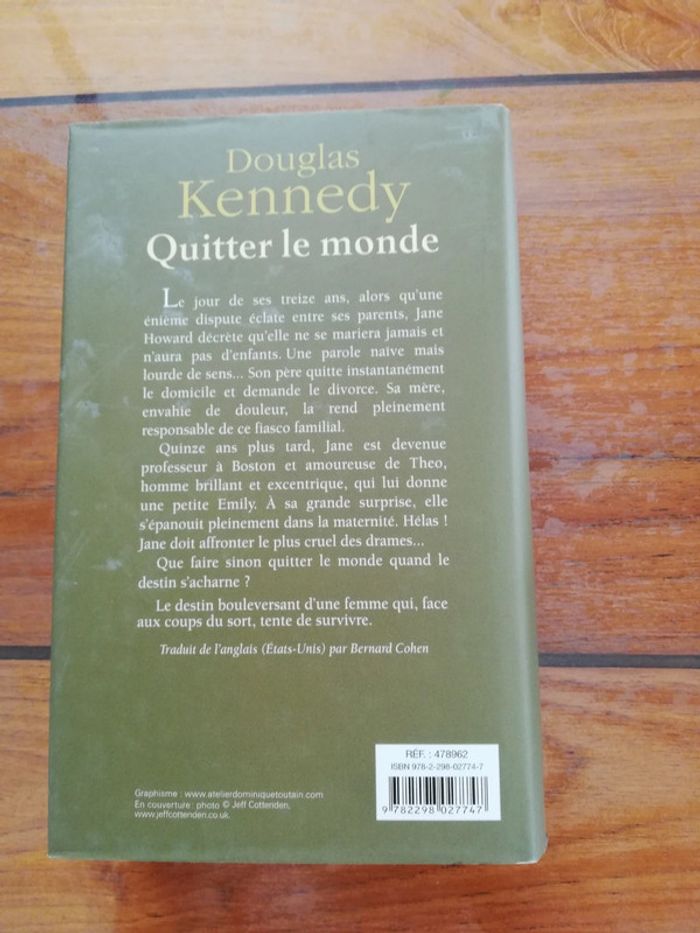 Douglas
Kennedy
Quitter le monde
Le jour de ses treize ans, alors qu'une
énième dispute éclate entre ses parents, Jane
Howard décrète qu'elle ne se mariera jamais et
n'aura pas d'enfants. Une parole naïve mais
lourde de sens... Son père quitte instantanément
le domicile et demande le divorce. Sa mère,
envahie de douleur, la rend pleinement
responsable de ce fiasco familial.
Quinze ans plus tard, Jane est devenue
professeur à Boston et amoureuse de Theo,
homme brillant et excentrique, qui lui donne
une petite Emily. À sa grande surprise, elle
s'épanouit pleinement dans la maternité. Hélas !
Jane doit affronter le plus cruel des drames...
Que faire sinon quitter le monde quand le
destin s'acharne ?
Le destin bouleversant d'une femme qui, face
aux coups du sort, tente de survivre.
Traduit de l'anglais (États-Unis) par Bernard Cohen
RÉF. : 478962
ISBN 978-2-298-02774-7
9 782298 027747
Graphisme : www.atelierdominiquetoutain.com
En couverture : photo © Jeff Cottenden,
www.jeffcottenden.co.uk.